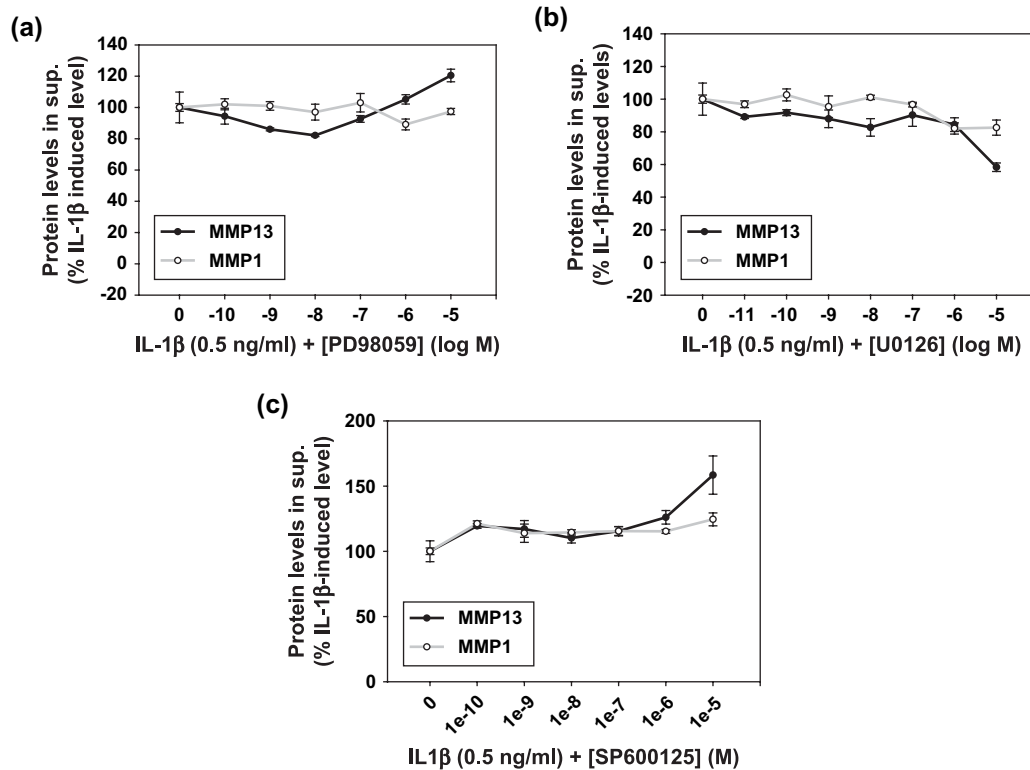 (a)
Protein levels in sup.
(% IL-1β induced level)
140
120
100
80
60
40
20
0
-20
MMP13
MMP1
0 -10 -9 -8 -7 -6 -5
IL-1β (0.5 ng/ml) + [PD98059] (log M)
(b)
Protein levels in sup.
(% IL-1β-induced levels)
140
120
100
80
60
40
20
0
-20
MMP13
MMP1
0 -11 -10 -9 -8 -7 -6 -5
IL-1β (0.5 ng/ml) + [U0126] (log M)
(c)
Protein levels in sup.
(% IL-1β-induced level)
200
150
100
50
0
MMP13
MMP1
0 1e-10 1e-9 1e-8 1e-7 1e-6 1e-5
IL1β (0.5 ng/ml) + [SP600125] (M)